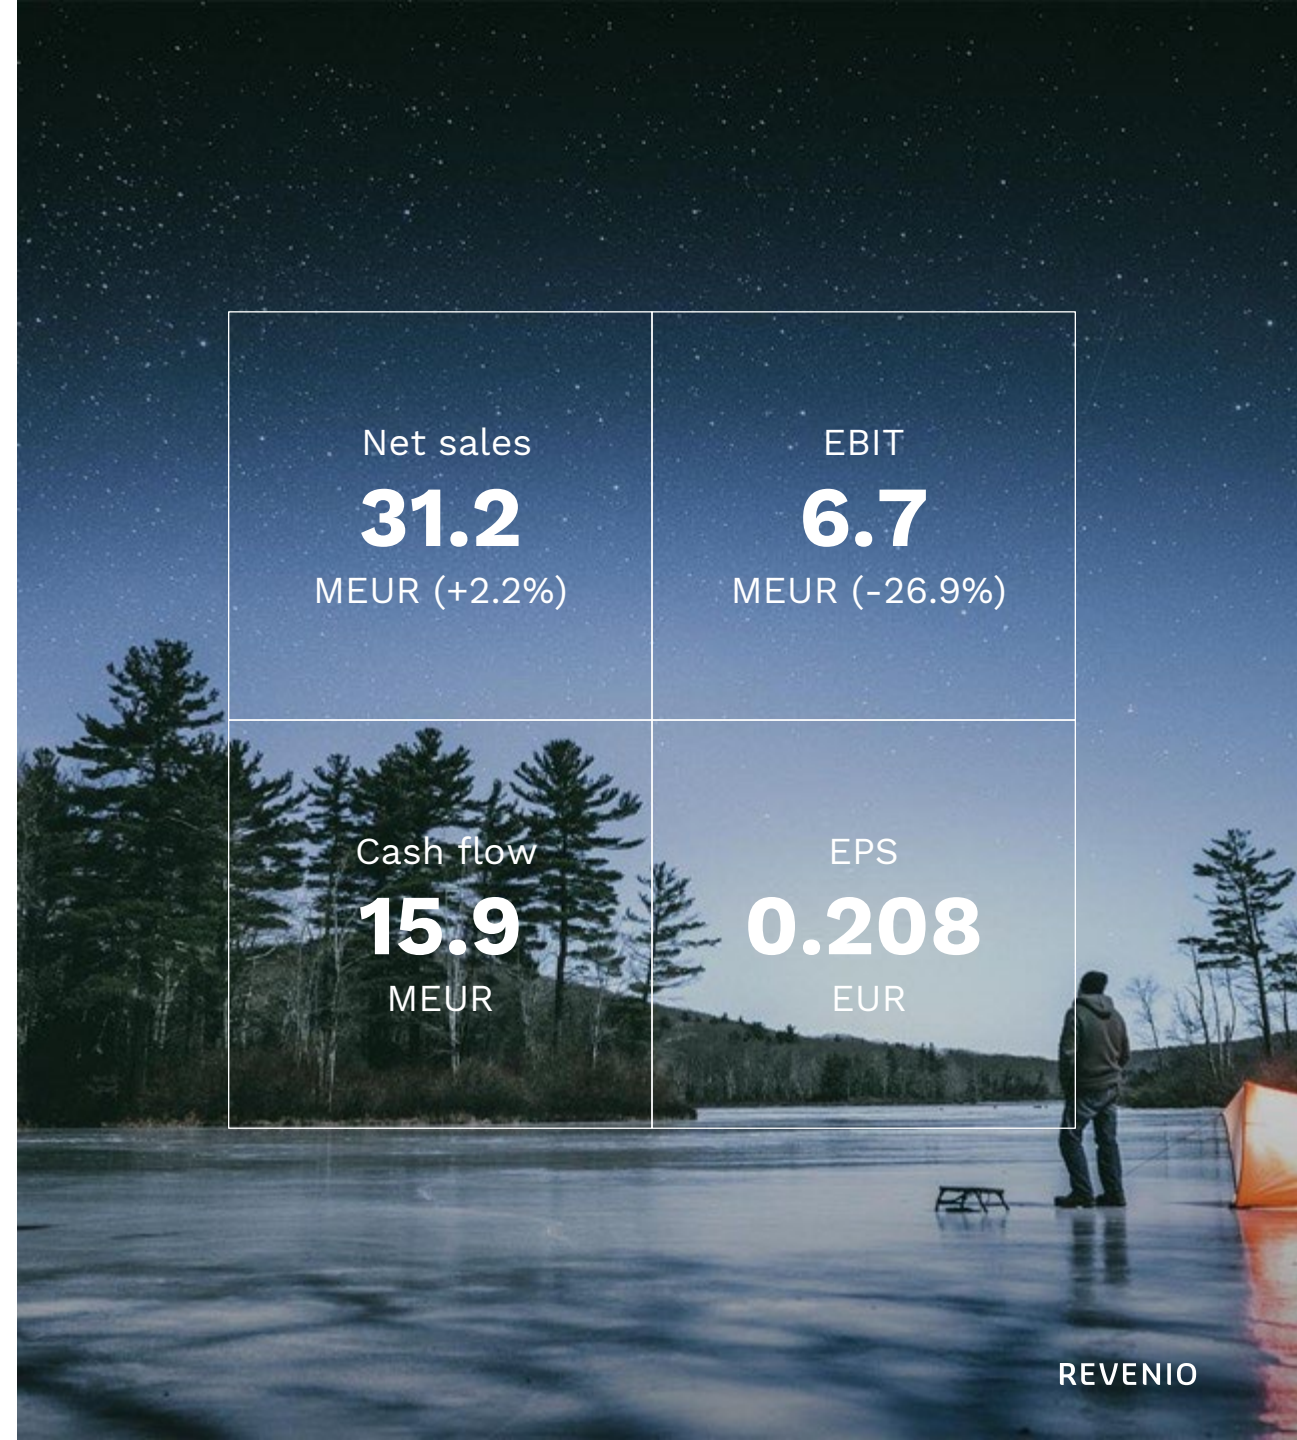 Net sales
31.2
MEUR (+2.2%)
EBIT
6.7
MEUR (-26.9%)
Cash flow
15.9
MEUR
EPS
0.208
EUR
REVENIO